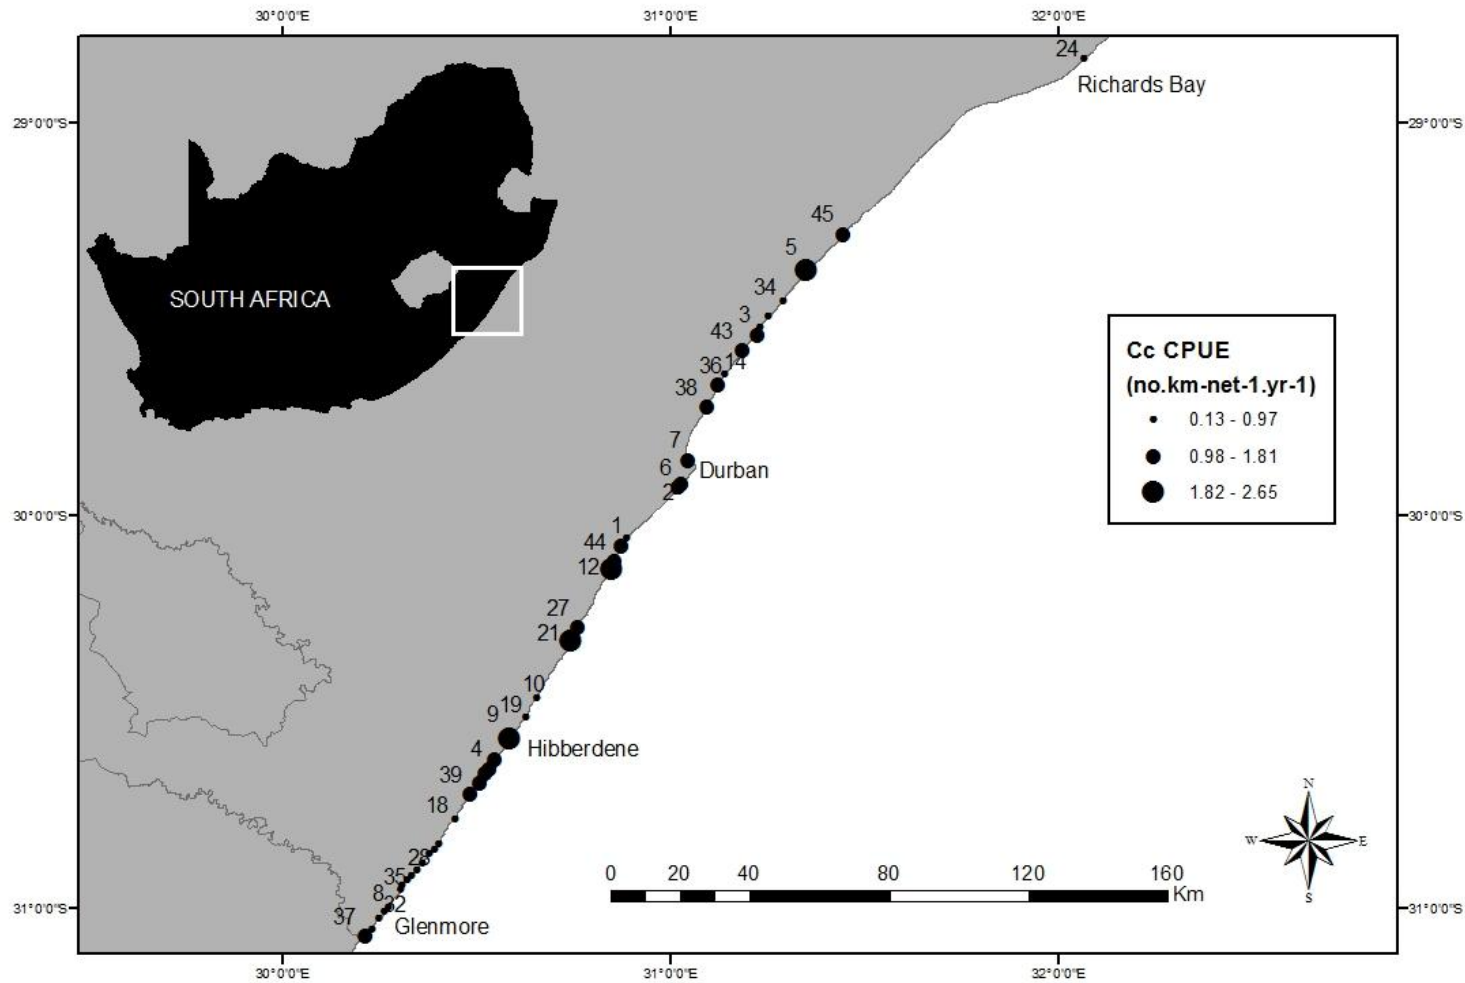 30°0'0"E
31°0'0"E
32°0'0"E
24
Richards Bay
29°0'0"S
29°0'0"S
45
5
SOUTH AFRICA
34
3
43
14
36
38
Cc CPUE
(no.km-net-1.yr-1)
0.13 - 0.97
0.98 - 1.81
1.82 - 2.65
7
6
Durban
2
30°0'0"S
30°0'0"S
1
44
12
27
21
10
19
9
Hibberdene
4
39
18
28
35
8
32
37
Glenmore
N
W
E
S
0 20 40 80 120 160
Km
31°0'0"S
31°0'0"S
30°0'0"E
31°0'0"E
32°0'0"E